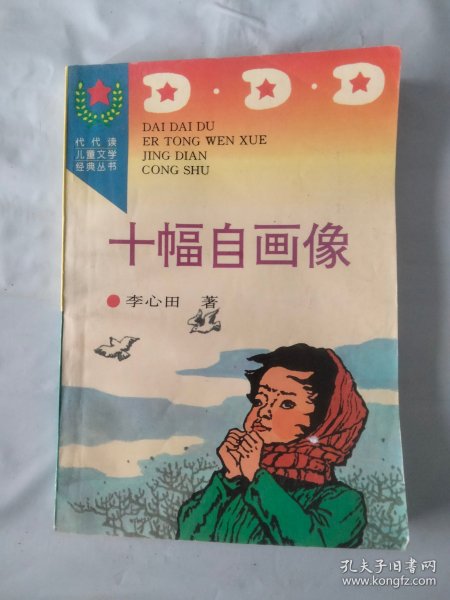 D·D·D
代代读
儿童文学
经典丛书
DAI DAI DU
ER TONG WEN XUE
JING DIAN
CONG SHU
十幅自画像
李心田 著
孔夫子旧书网
www.kongfz.com